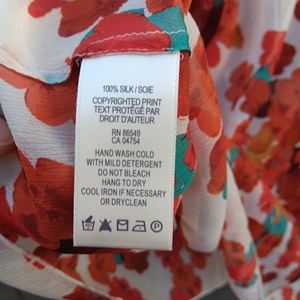 100% SILK / SOIE
COPYRIGHTED PRINT
TEXT PROTÉGÉ PAR
DROIT D'AUTEUR
RN 86549
CA 04754
HAND WASH COLD
WITH MILD DETERGENT
DO NOT BLEACH
HANG TO DRY
COOL IRON IF NECESSARY
OR DRYCLEAN